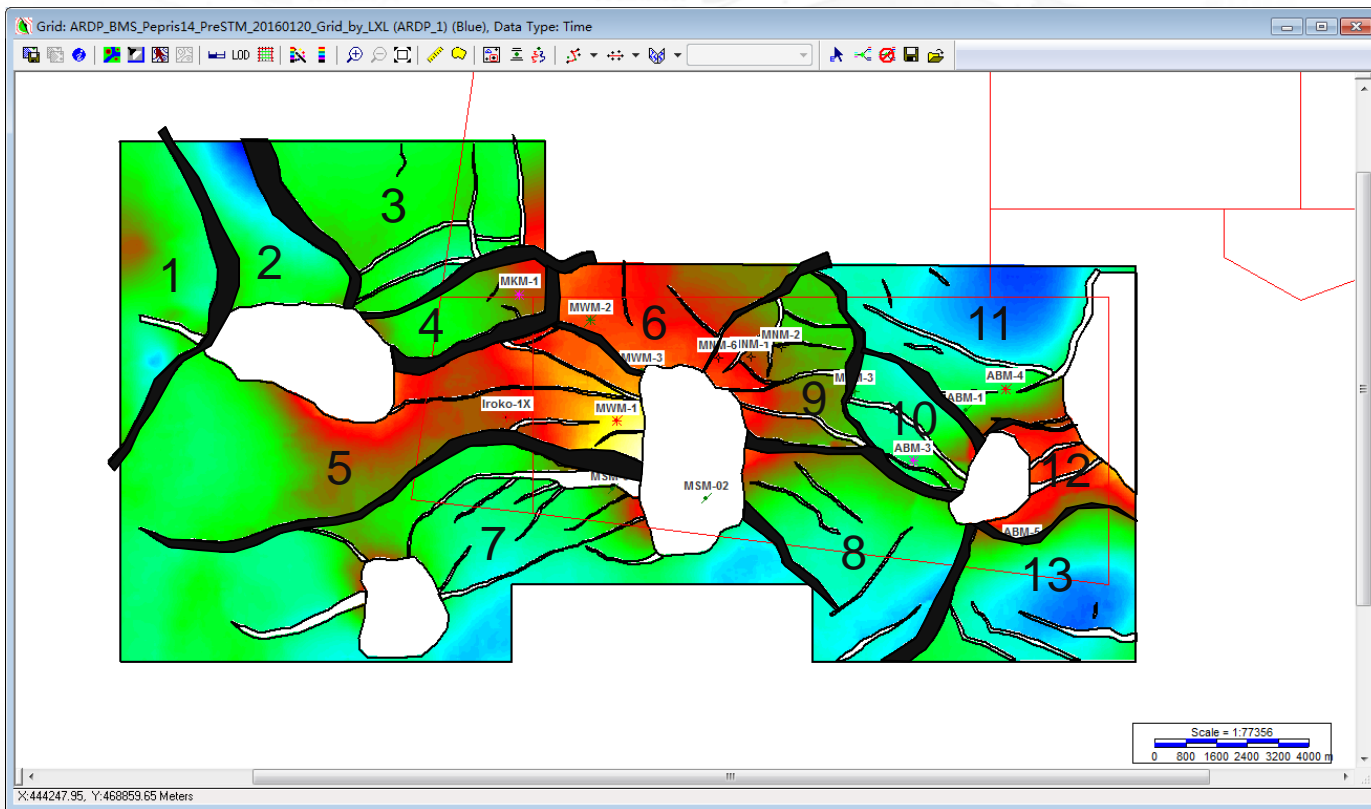 Grid: ARDP_BMS_Pepris14_PreSTM_20160120_Grid_by_LXL (ARDP_1) (Blue), Data Type: Time
LOD
3
1
2
MKM-1
4
MWM-2
6
11
MNM-2
MNM-6
MWM-3
ABM-4
ABM-1
Iroko-1X
MWM-1
9
10
ABM-3
5
12
MSM-02
ABM-5
7
8
13
Scale = 1:77356
0 800 1600 2400 3200 4000 m
X:444247.95, Y:468859.65 Meters